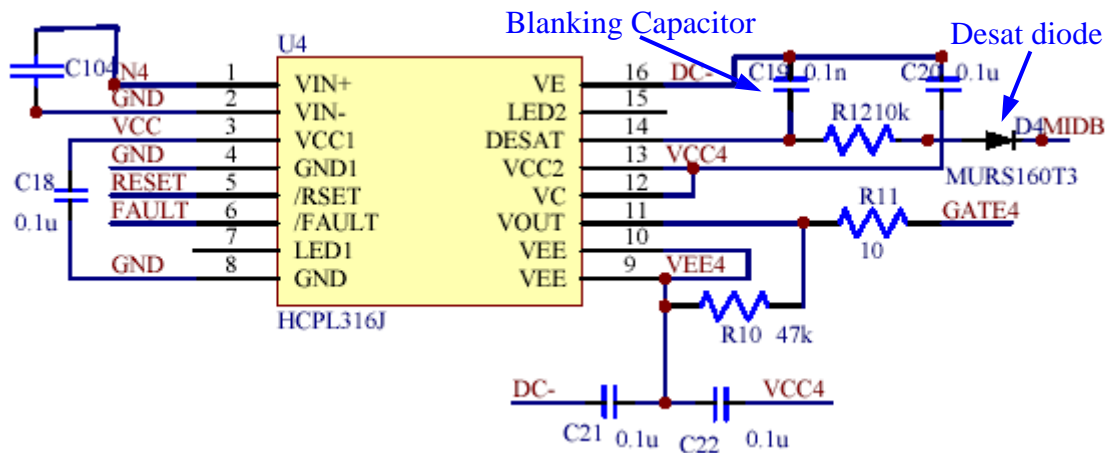 Blanking Capacitor
Desat diode
U4
C104
N4 1 VIN+ VE 16 DC- C19 0.1n C20 0.1u
GND 2 VIN- LED2 15
VCC 3 VCC1 DESAT 14 R1210k D4 MIDB
GND 4 GND1 VCC2 13 VCC4 MURS160T3
C18 RESET 5 /RSET VC 12
0.1u FAULT 6 /FAULT VOUT 11 R11 10 GATE4
7 LED1 VEE 10
GND 8 GND VEE 9 VEE4
HCPL316J
R10 47k
DC- VCC4
C21 0.1u C22 0.1u